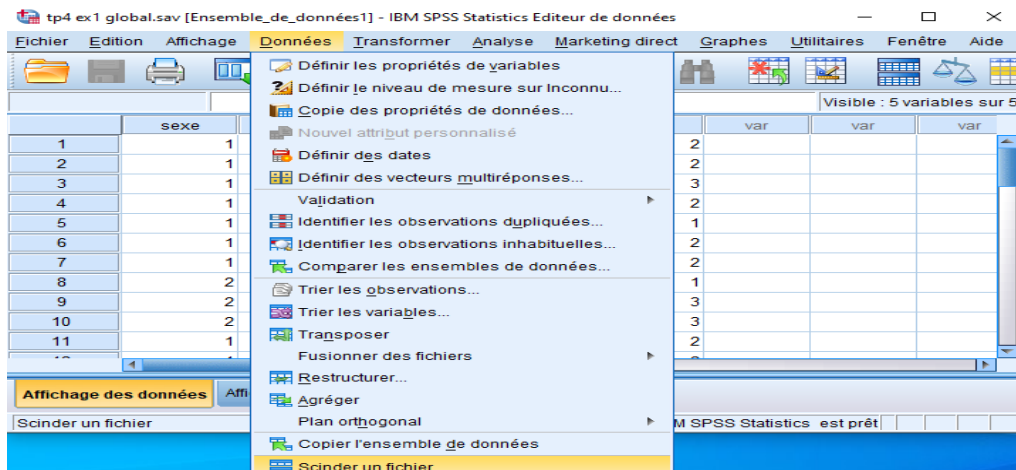 tp4 ex1 global.sav [Ensemble_de_données1] - IBM SPSS Statistics Editeur de données
Fichier Edition Affichage Données Transformer Analyse Marketing direct Graphes Utilitaires Fenêtre Aide
Visible : 5 variables sur 5
sexe var var var
1 1 2
2 1 2
3 1 3
4 1 2
5 1 1
6 1 2
7 1 2
8 2 1
9 2 3
10 2 3
11 1 2
Définir les propriétés de variables
Définir le niveau de mesure sur Inconnu...
Copie des propriétés de données...
Nouvel attribut personnalisé
Définir des dates
Définir des vecteurs multiréponses...
Validation
Identifier les observations dupliquées...
Identifier les observations inhabituelles...
Comparer les ensembles de données...
Trier les observations...
Trier les variables...
Transposer
Fusionner des fichiers
Restructurer...
Agréger
Plan orthogonal
Copier l'ensemble de données
Scinder un fichier
Affichage des données Affi
Scinder un fichier M SPSS Statistics est prêt